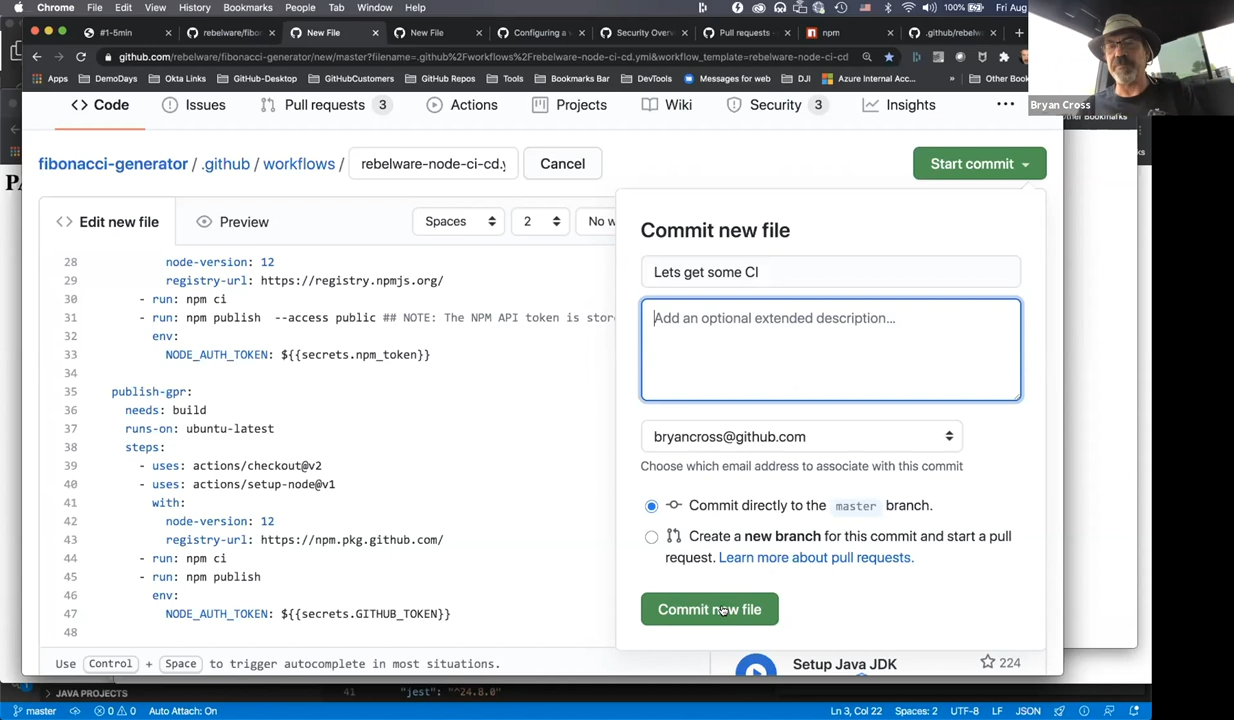 Chrome File Edit View History Bookmarks People Tab Window Help 100% Fri Aug
#1-5min rebelware/fibo New File New File Configuring a Security Over Pull requests npm .github/rebelw
github.com/rebelware/fibonacci-generator/new/master?filename=.github%2Fworkflows%2Frebelware-node-ci-cd.yml&workflow_template=rebelware-node-ci-cd
Apps DemoDays Okta Links GitHub-Desktop GitHubCustomers GitHub Repos Tools Bookmarks Bar DevTools Messages for web DJI Azure Internal Acc... Other Book
Bryan Cross
Other Bookmarks
Code Issues Pull requests 3 Actions Projects Wiki Security 3 Insights
fibonacci-generator / .github / workflows / rebelware-node-ci-cd.y Cancel Start commit
Edit new file Preview Spaces 2 No w
28 node-version: 12
29 registry-url: https://registry.npmjs.org/
30 - run: npm ci
31 - run: npm publish --access public ## NOTE: The NPM API token is store
32 env:
33 NODE_AUTH_TOKEN: ${{secrets.npm_token}}
34
35 publish-gpr:
36 needs: build
37 runs-on: ubuntu-latest
38 steps:
39 - uses: actions/checkout@v2
40 - uses: actions/setup-node@v1
41 with:
42 node-version: 12
43 registry-url: https://npm.pkg.github.com/
44 - run: npm ci
45 - run: npm publish
46 env:
47 NODE_AUTH_TOKEN: ${{secrets.GITHUB_TOKEN}}
48
Commit new file
Lets get some CI
Add an optional extended description...
bryancross@github.com
Choose which email address to associate with this commit
Commit directly to the master branch.
Create a new branch for this commit and start a pull
request. Learn more about pull requests.
Commit new file
Use Control + Space to trigger autocomplete in most situations.
Setup Java JDK 224
JAVA PROJECTS 41 "jest": "^24.8.0"
master 0 0 Auto Attach: On Ln 3, Col 22 Spaces: 2 UTF-8 LF JSON